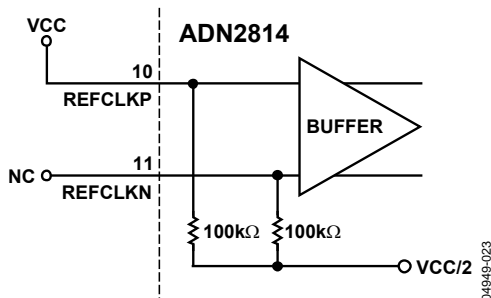 VCC
ADN2814
10
REFCLKP
BUFFER
11
NC
REFCLKN
100kΩ
100kΩ
VCC/2
04949-023